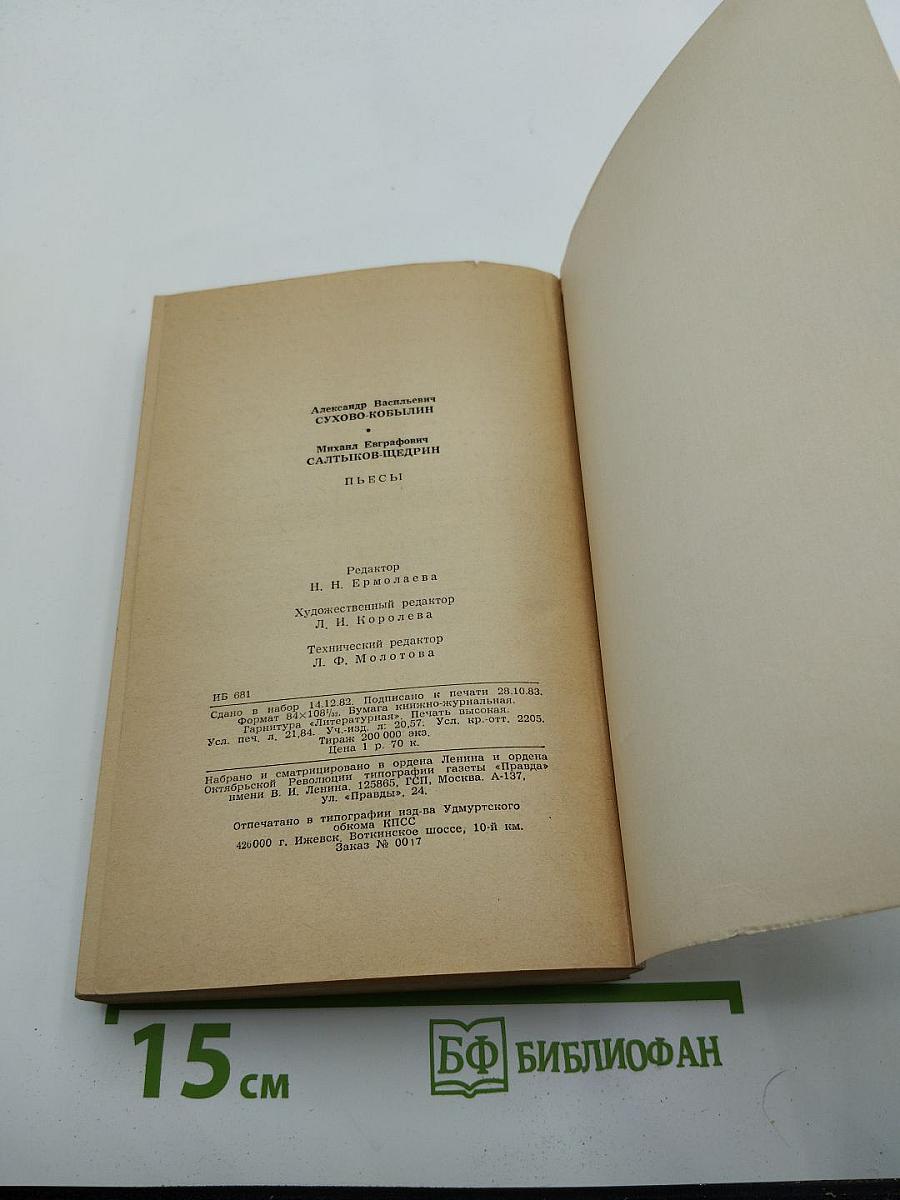 Александр Васильевич
СУХОВО-КОБЫЛИН
•
Михаил Евграфович
САЛТЫКОВ-ЩЕДРИН
ПЬЕСЫ
Редактор
Н. Н. Ермолаева
Художественный редактор
Л. И. Королева
Технический редактор
Л. Ф. Молотова
ИБ 681
Сдано в набор 14.12.82. Подписано к печати 28.10.83.
Формат 84×108¹/₃₂. Бумага книжно-журнальная.
Гарнитура «Литературная». Печать высокая.
Усл. печ. л. 21,84. Уч.-изд. л: 20,57. Усл. кр.-отт. 2205.
Тираж 200 000 экз.
Цена 1 р. 70 к.
Набрано и сматрицировано в ордена Ленина и ордена
Октябрьской Революции типографии газеты «Правда»
имени В. И. Ленина. 125865, ГСП, Москва. А-137,
ул. «Правды», 24.
Отпечатано в типографии изд-ва Удмуртского
обкома КПСС
426000 г. Ижевск, Воткинское шоссе, 10-й км.
Заказ № 0017
15 см
БФ БИБЛИОФАН